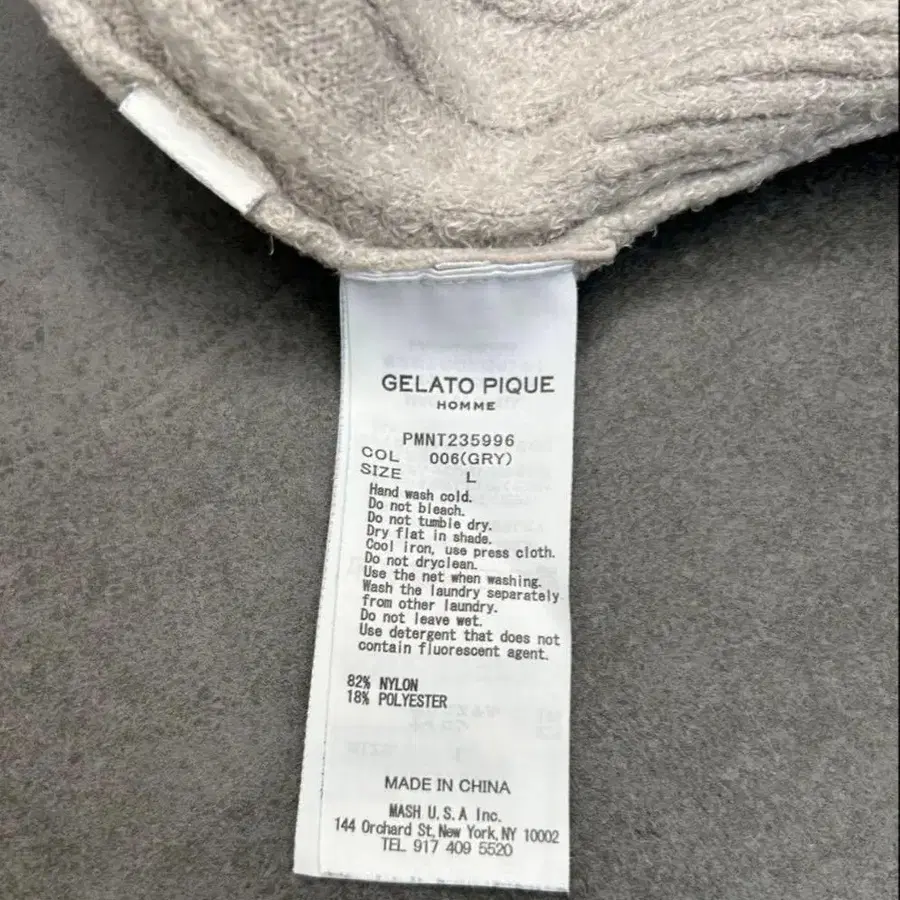 GELATO PIQUE
HOMME
PMNT235996
COL 006(GRY)
SIZE L
Hand wash cold.
Do not bleach.
Do not tumble dry.
Dry flat in shade.
Cool iron, use press cloth.
Do not dryclean.
Use the net when washing.
Wash the laundry separately
from other laundry.
Do not leave wet.
Use detergent that does not
contain fluorescent agent.
82% NYLON
18% POLYESTER
MADE IN CHINA
MASH U.S.A Inc.
144 Orchard St, New York, NY 10002
TEL 917 409 5520